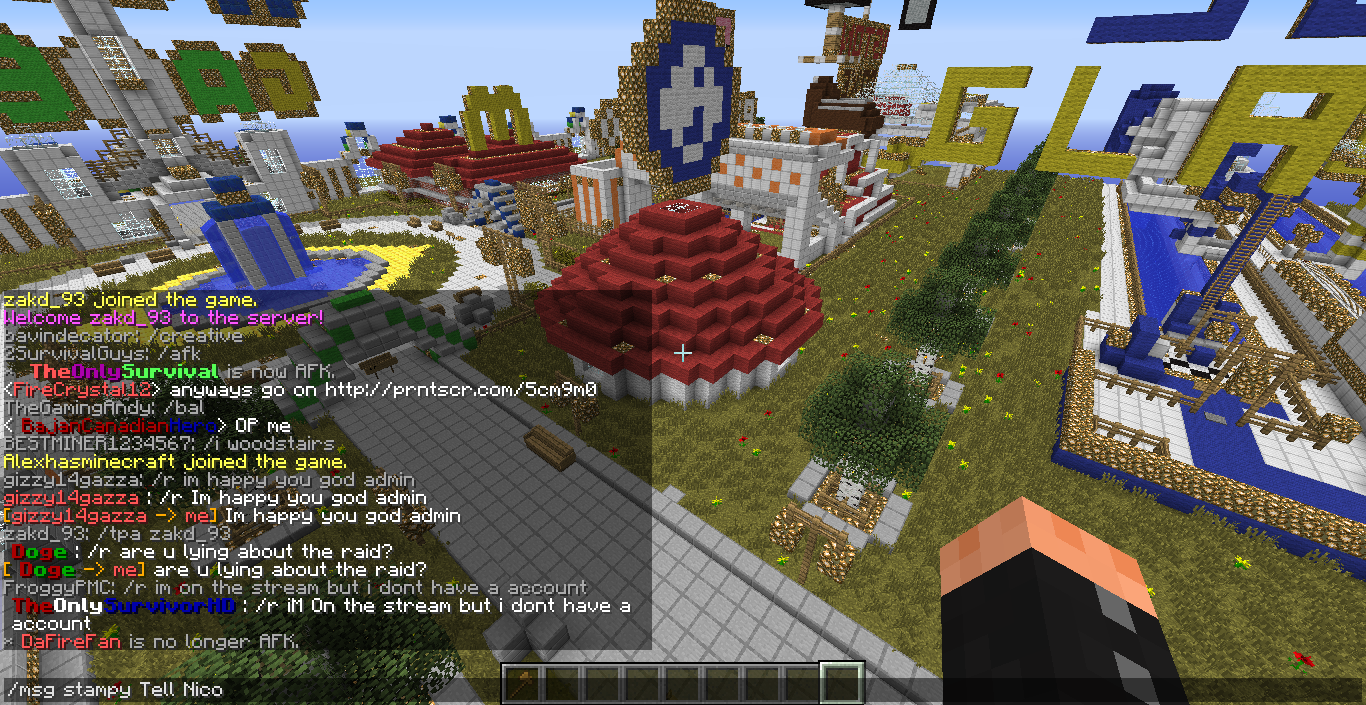 M
GLA
zakd_93 joined the game.
Welcome zakd_93 to the server!
bavindecator: /creative
2SurvivalGuys: /afk
* TheOnlySurvival is now AFK.
<FireCrystal12> anyways go on http://prntscr.com/5cm9m0
TheGamingAndy: /bal
< BajanCanadianHero> OP me
BESTMINER1234567: /i woodstairs
Alexhasminecraft joined the game.
gizzy14gazza: /r im happy you god admin
gizzy14gazza : /r Im happy you god admin
[gizzy14gazza -> me] Im happy you god admin
zakd_93: /tpa zakd_93
Doge : /r are u lying about the raid?
[ Doge -> me] are u lying about the raid?
FroggyPMC: /r im on the stream but i dont have a account
TheOnlySurvivorHD : /r iM On the stream but i dont have a
account
* DaFireFan is no longer AFK.
/msg stampy Tell Nico